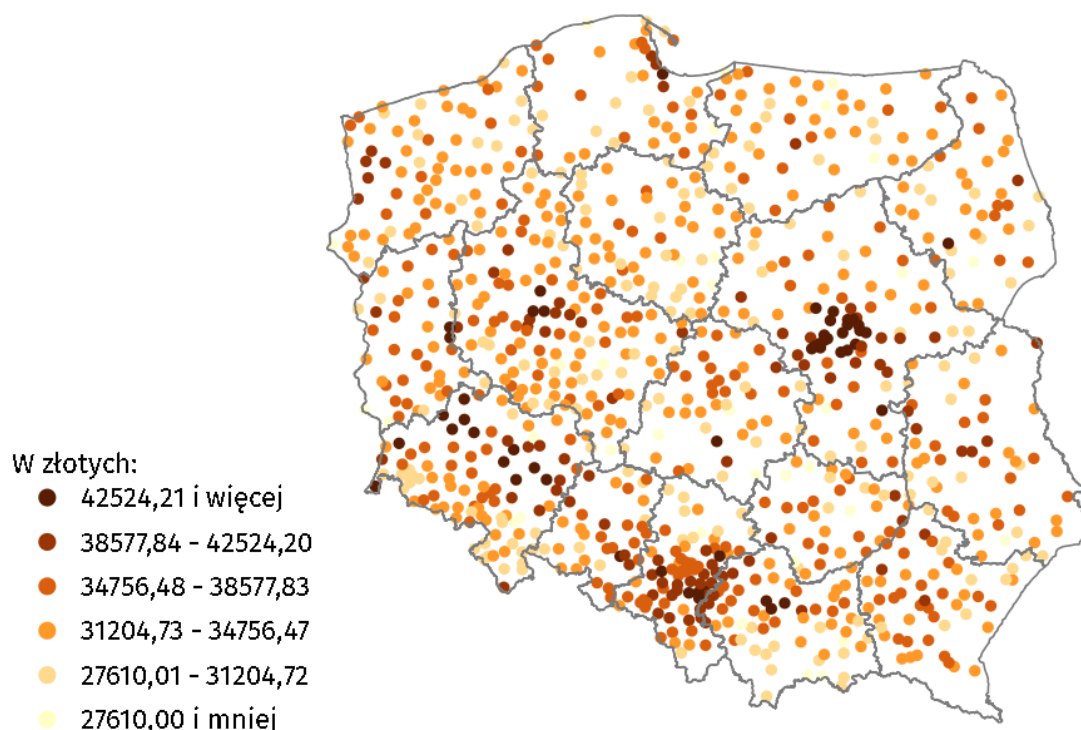 W złotych:
42524,21 i więcej
38577,84 - 42524,20
34756,48 - 38577,83
31204,73 - 34756,47
27610,01 - 31204,72
27610,00 i mniej